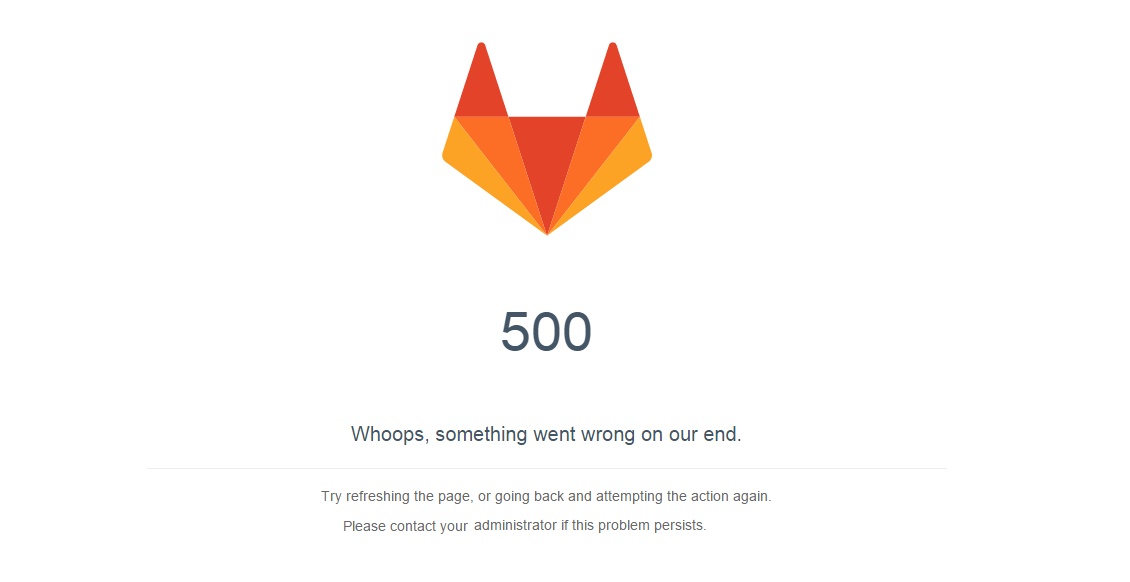 500
Whoops, something went wrong on our end.
Try refreshing the page, or going back and attempting the action again.
Please contact your administrator if this problem persists.